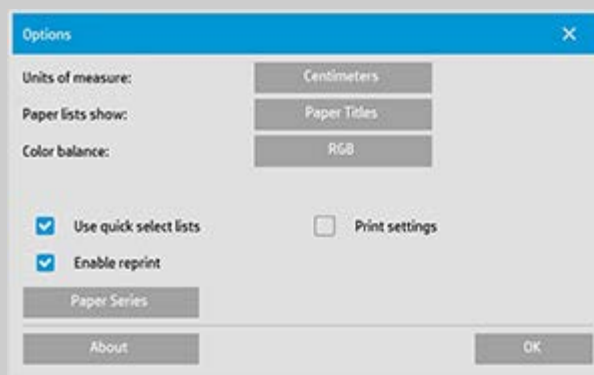 Options
Units of measure: Centimeters
Paper lists show: Paper Titles
Color balance: RGB
Use quick select lists Print settings
Enable reprint
Paper Series
About OK